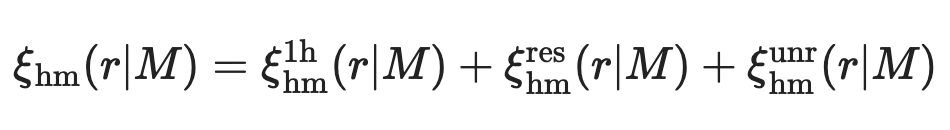 ξ_hm(r|M) = ξ_hm^1h(r|M) + ξ_hm^res(r|M) + ξ_hm^unr(r|M)